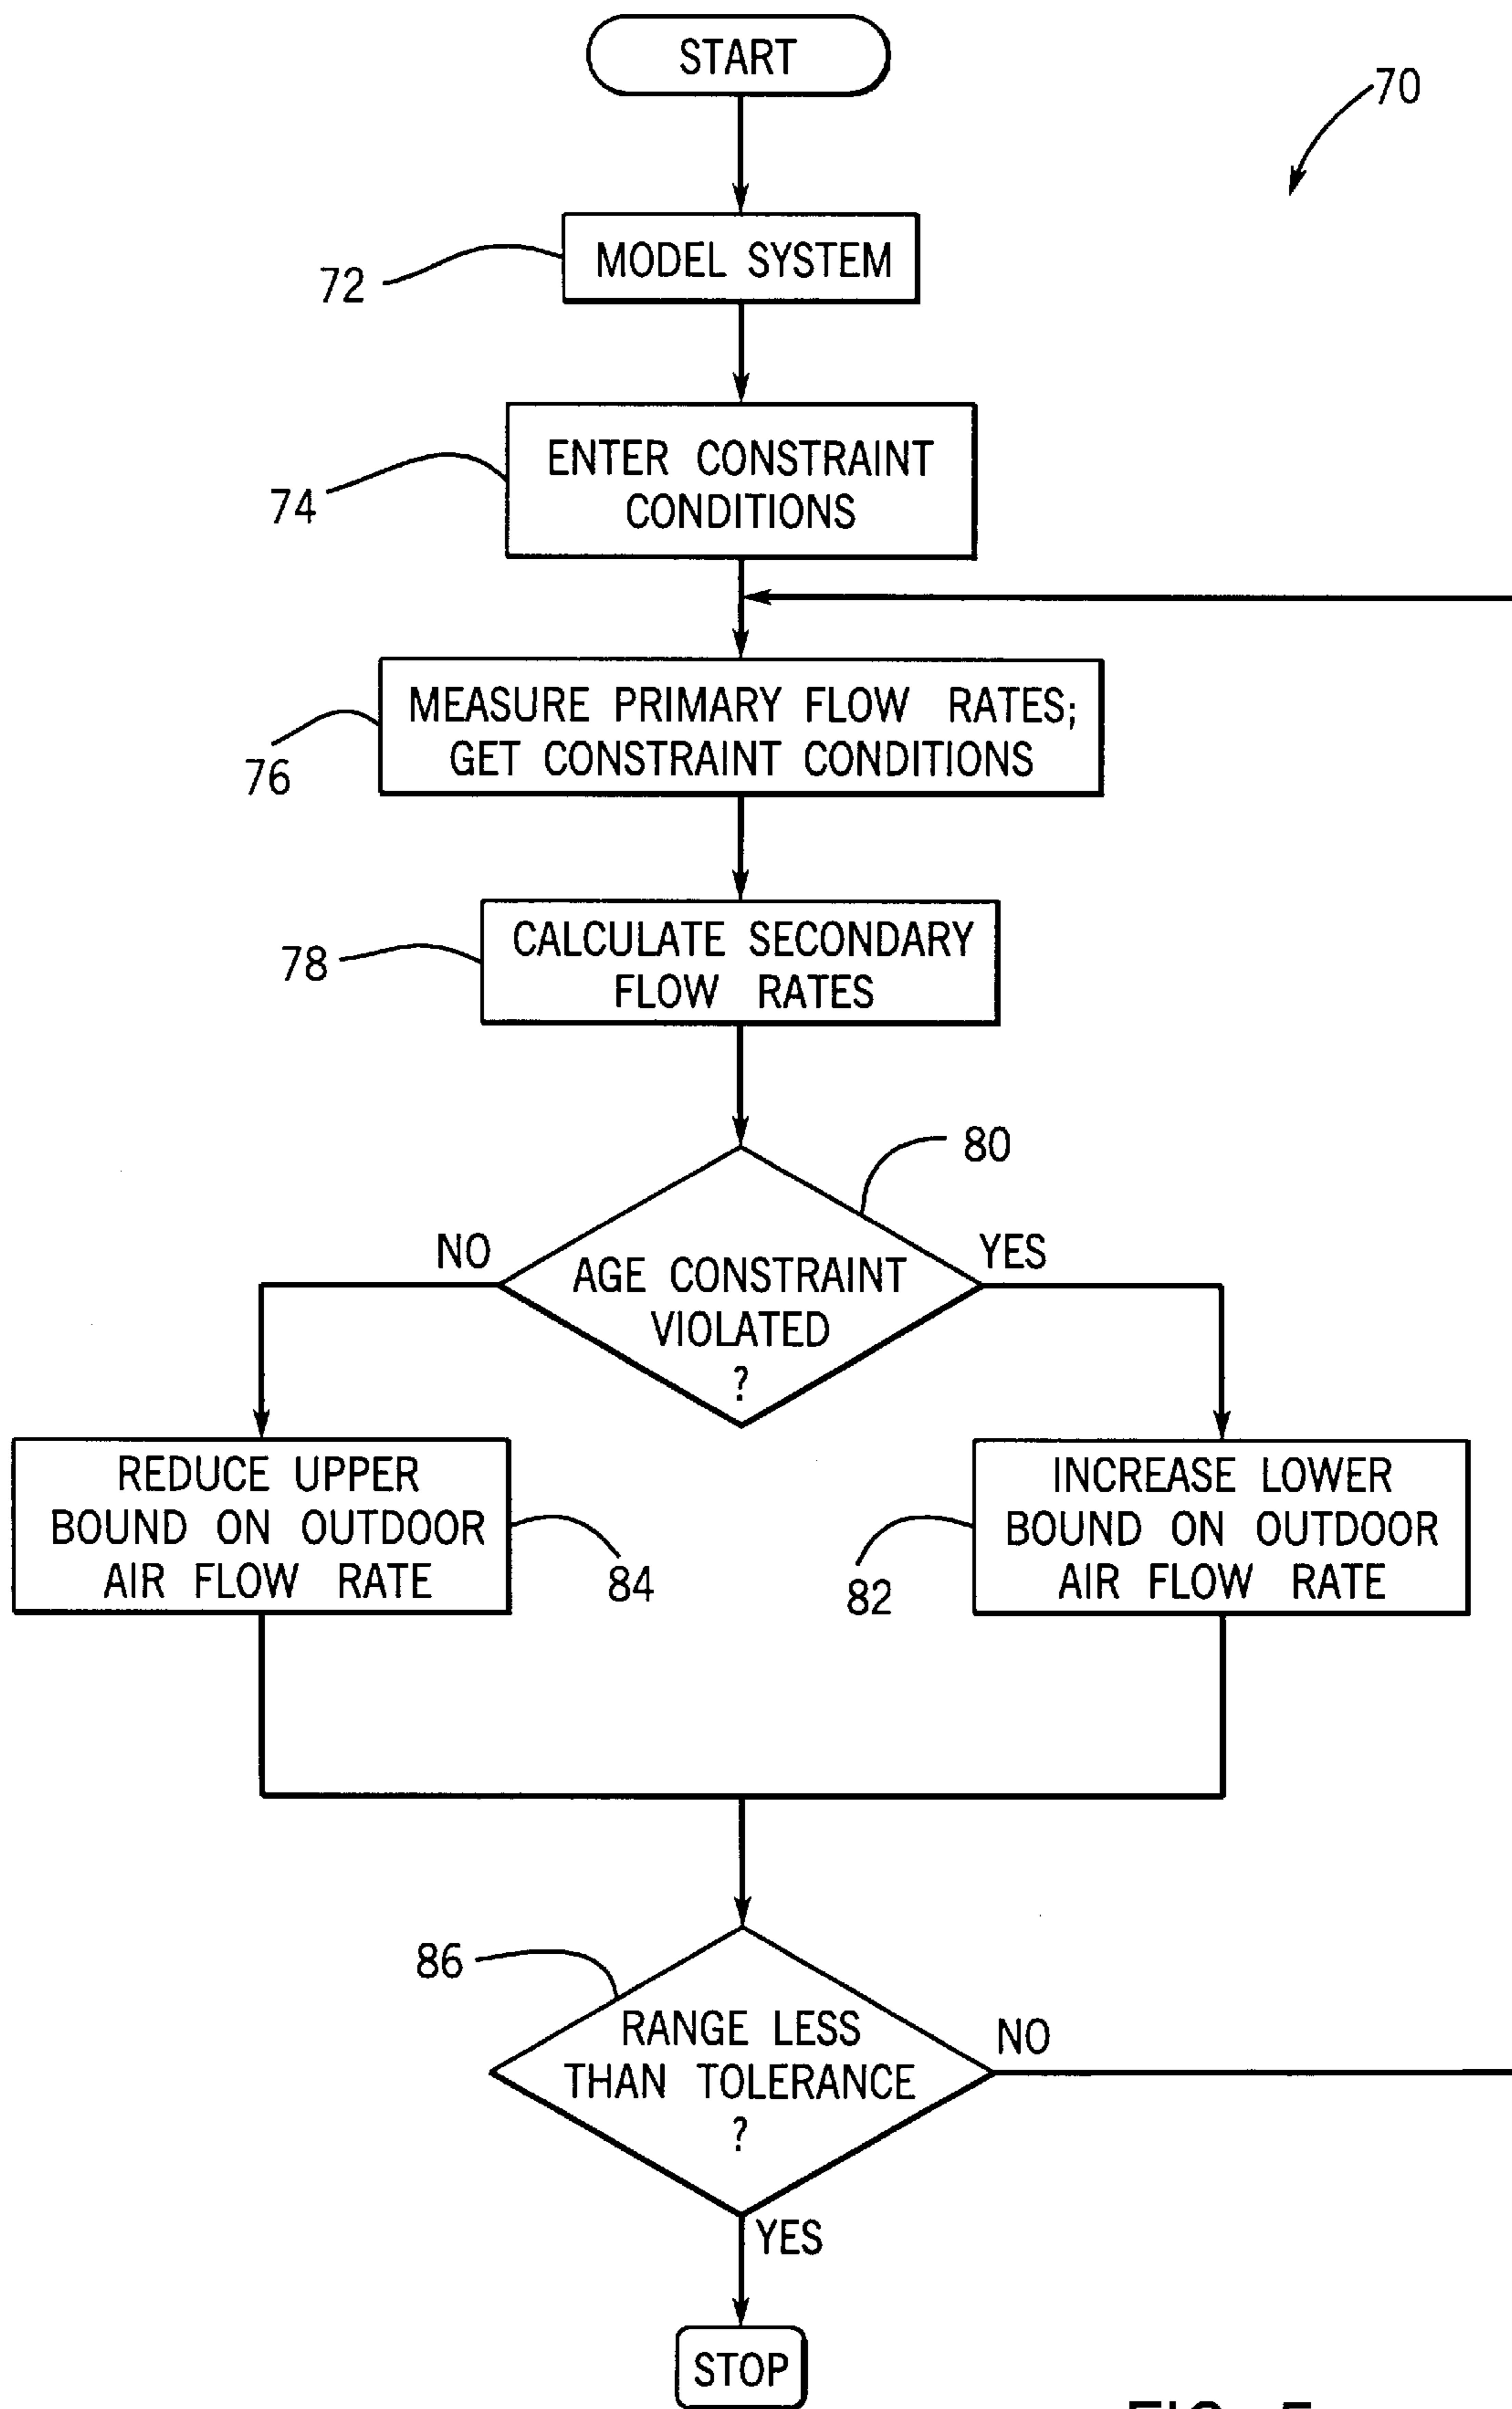 START
70
MODEL SYSTEM
72
ENTER CONSTRAINT
CONDITIONS
74
MEASURE PRIMARY FLOW RATES;
GET CONSTRAINT CONDITIONS
76
CALCULATE SECONDARY
FLOW RATES
78
80
NO
YES
AGE CONSTRAINT
VIOLATED
?
REDUCE UPPER
BOUND ON OUTDOOR
AIR FLOW RATE
84
INCREASE LOWER
BOUND ON OUTDOOR
AIR FLOW RATE
82
86
RANGE LESS
THAN TOLERANCE
?
NO
YES
STOP